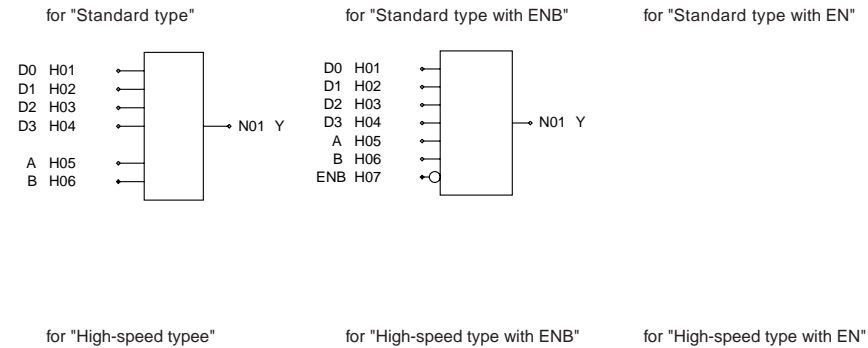 for "Standard type" for "Standard type with ENB" for "Standard type with EN"
D0 H01
D1 H02
D2 H03
D3 H04
A H05
B H06
N01 Y
D0 H01
D1 H02
D2 H03
D3 H04
A H05
B H06
ENB H07
N01 Y
for "High-speed typee" for "High-speed type with ENB" for "High-speed type with EN"